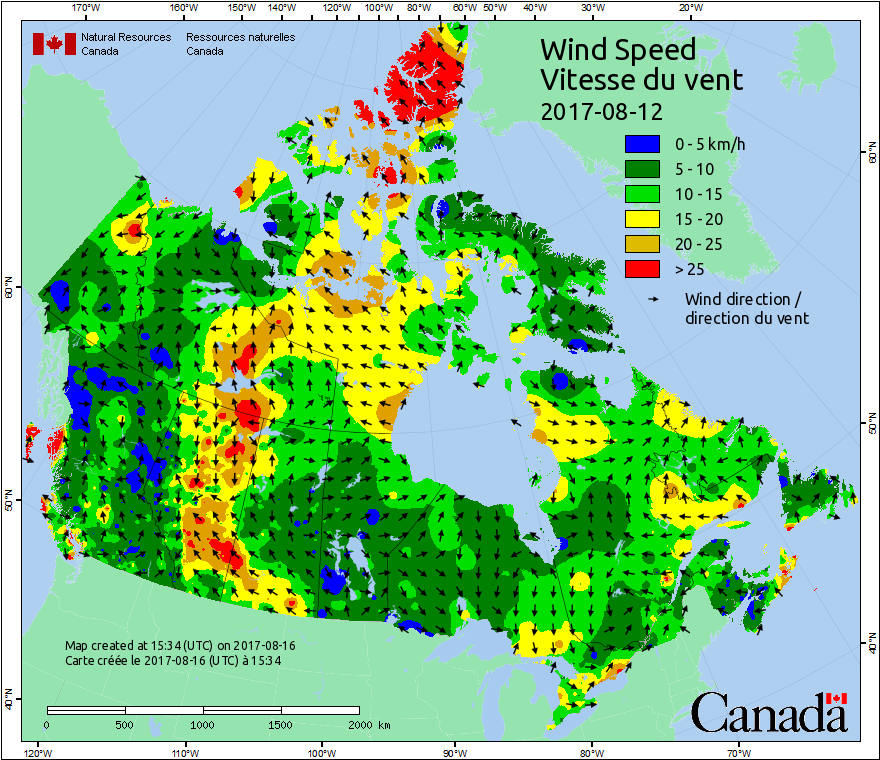 170°W 160°W 150°W 140°W 120°W 100°W 80°W 60°W 50°W 40°W 30°W 20°W
Natural Resources Ressources naturelles
Canada Canada
Wind Speed
Vitesse du vent
2017-08-12
0 - 5 km/h
5 - 10
10 - 15
15 - 20
20 - 25
> 25
Wind direction /
direction du vent
60°N
60°N
50°N
50°N
40°N
40°N
Map created at 15:34 (UTC) on 2017-08-16
Carte créée le 2017-08-16 (UTC) à 15:34
0 500 1000 1500 2000 km
Canada
120°W 110°W 100°W 90°W 80°W 70°W